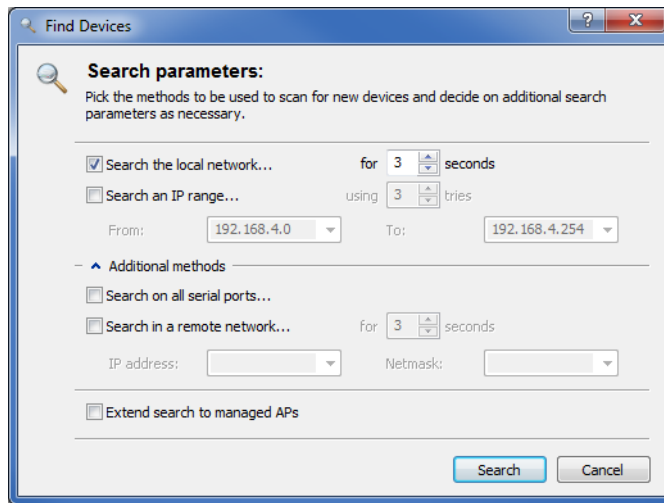 Find Devices
Search parameters:
Pick the methods to be used to scan for new devices and decide on additional search
parameters as necessary.
Search the local network... for 3 seconds
Search an IP range... using 3 tries
From: 192.168.4.0 To: 192.168.4.254
Additional methods
Search on all serial ports...
Search in a remote network... for 3 seconds
IP address: Netmask:
Extend search to managed APs
Search Cancel